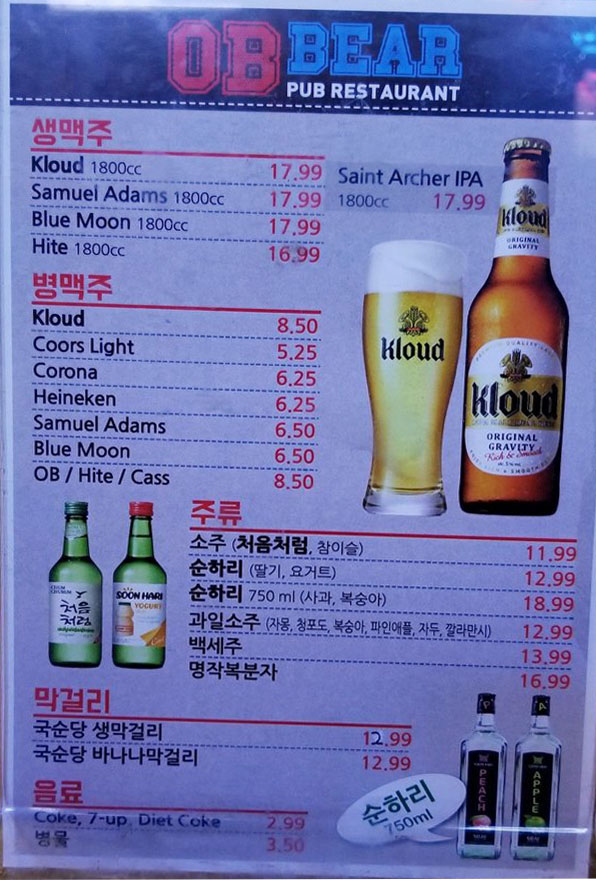 OB BEAR
PUB RESTAURANT
생맥주
Kloud 1800cc 17.99
Samuel Adams 1800cc 17.99
Blue Moon 1800cc 17.99
Hite 1800cc 16.99
Saint Archer IPA
1800cc 17.99
병맥주
Kloud 8.50
Coors Light 5.25
Corona 6.25
Heineken 6.25
Samuel Adams 6.50
Blue Moon 6.50
OB / Hite / Cass 8.50
kloud
kloud
ORIGINAL
GRAVITY
kloud
ORIGINAL
GRAVITY
Rich & Smooth
주류
소주 (처음처럼, 참이슬) 11.99
순하리 (딸기, 요거트) 12.99
순하리 750 ml (사과, 복숭아) 18.99
과일소주 (자몽, 청포도, 복숭아, 파인애플, 자두, 깔라만시) 12.99
백세주 13.99
명작복분자 16.99
처음
처럼
SOON HARI
YOGURT
막걸리
국순당 생막걸리 12.99
국순당 바나나막걸리 12.99
음료
Coke, 7-up, Diet Coke 2.99
병물 3.50
순하리
750ml
PEACH
APPLE